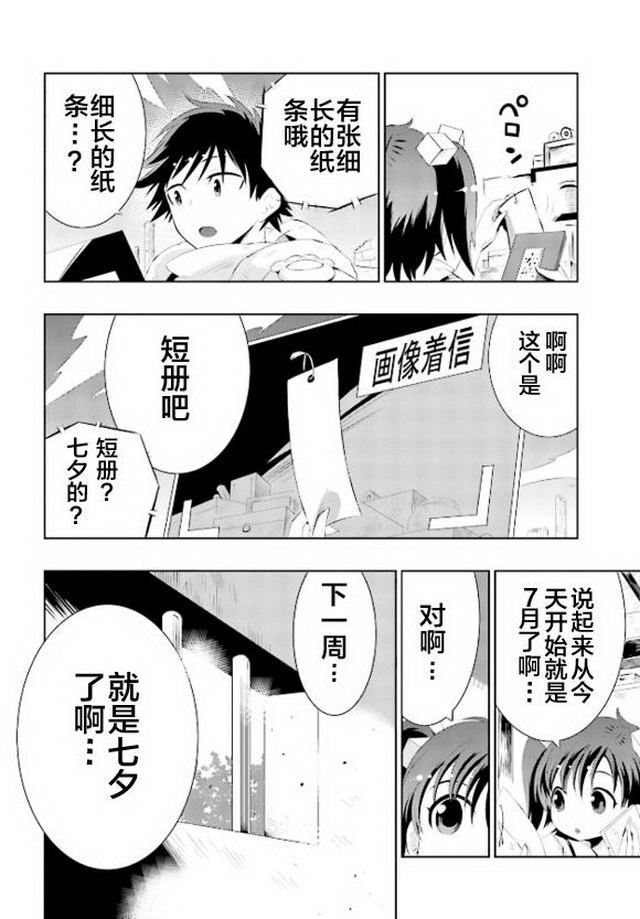 ペロン
有张细
长的纸
条哦
细长的纸
条…？
啊啊
这个是
画像着信
短册吧
短册？
七夕的？
说起来从今
天开始就是
7月了啊…
对啊…
下一周
就是七夕
了啊…